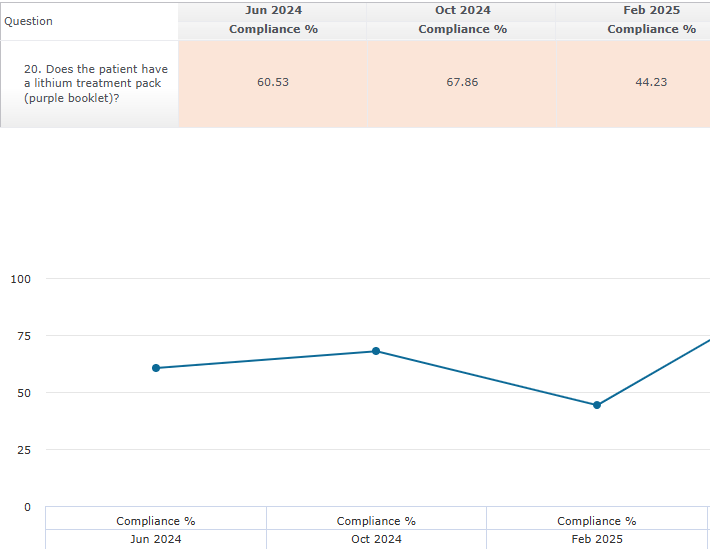 Question
Jun 2024 Oct 2024 Feb 2025
Compliance % Compliance % Compliance %
20. Does the patient have
a lithium treatment pack
(purple booklet)?
60.53 67.86 44.23
100
75
50
25
0
Compliance % Compliance % Compliance %
Jun 2024 Oct 2024 Feb 2025